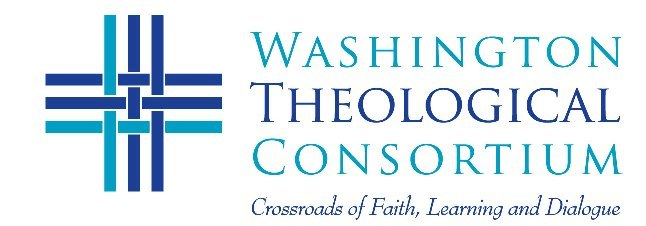 WASHINGTON
THEOLOGICAL
CONSORTIUM
Crossroads of Faith, Learning and Dialogue